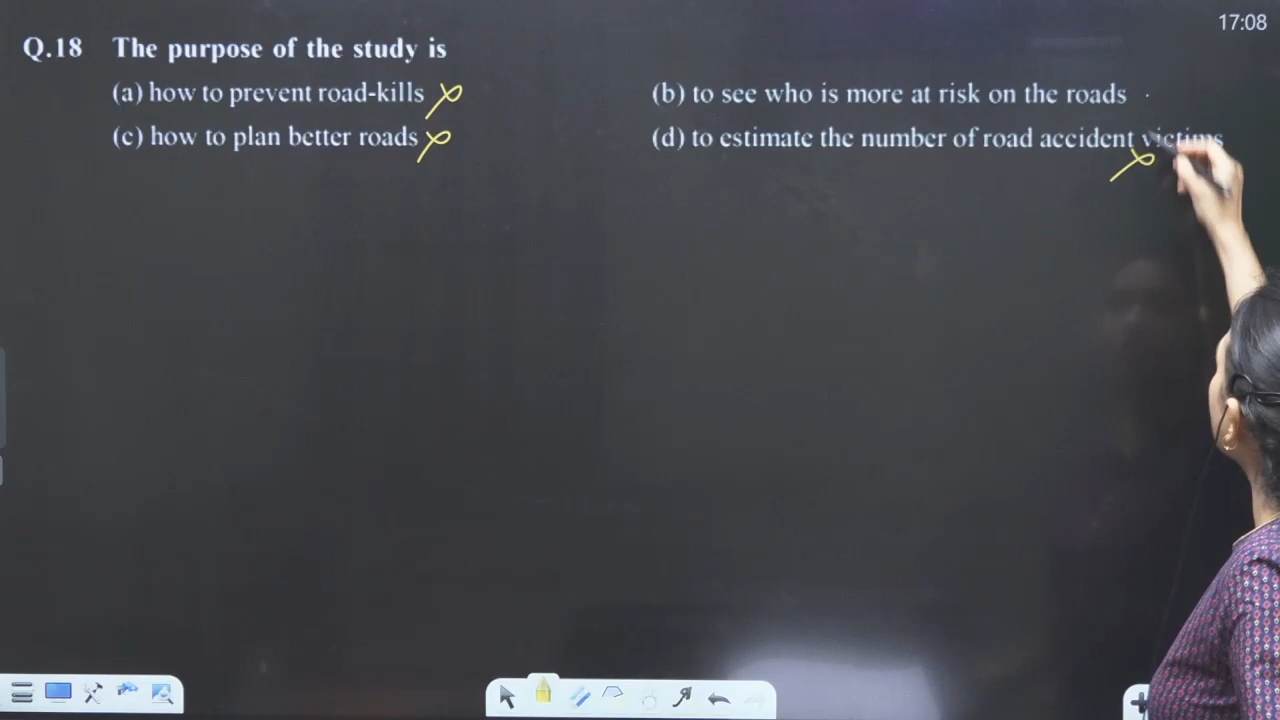 17:08
Q.18 The purpose of the study is
(a) how to prevent road-kills
(b) to see who is more at risk on the roads
(c) how to plan better roads
(d) to estimate the number of road accident victims